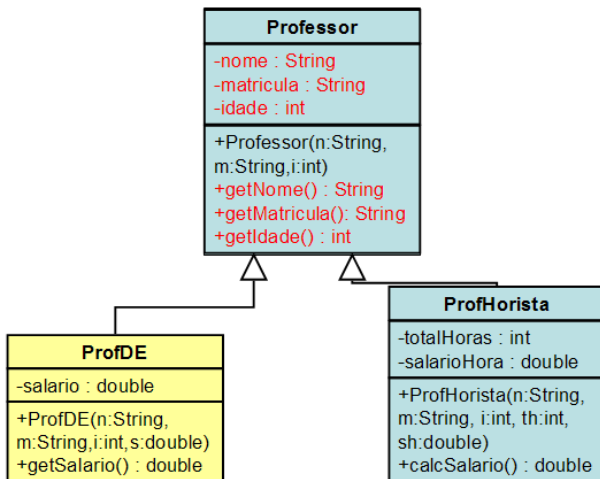 Professor
-nome : String
-matricula : String
-idade : int
+Professor(n:String,
m:String,i:int)
+getNome() : String
+getMatricula(): String
+getIdade() : int
ProfDE
-salario : double
+ProfDE(n:String,
m:String,i:int,s:double)
+getSalario() : double
ProfHorista
-totalHoras : int
-salarioHora : double
+ProfHorista(n:String,
m:String, i:int, th:int,
sh:double)
+calcSalario() : double